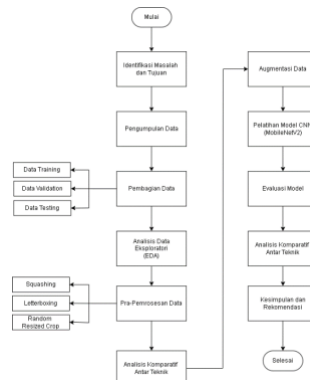 Mulai
Identifikasi Masalah
dan Tujuan
Pengumpulan Data
Pembagian Data
Data Training
Data Validation
Data Testing
Analisis Data
Eksploratori
(EDA)
Pra-Pemrosesan Data
Squashing
Letterboxing
Random
Resized Crop
Analisis Komparatif
Antar Teknik
Augmentasi Data
Pelatihan Model CNN
(MobileNetV2)
Evaluasi Model
Analisis Komparatif
Antar Teknik
Kesimpulan dan
Rekomendasi
Selesai